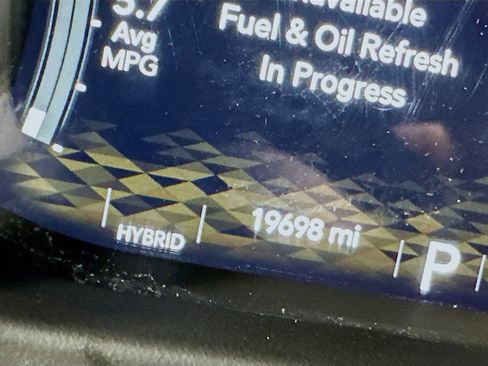 Fuel & Oil Refresh
In Progress
Avg
MPG
HYBRID
19698 mi
P